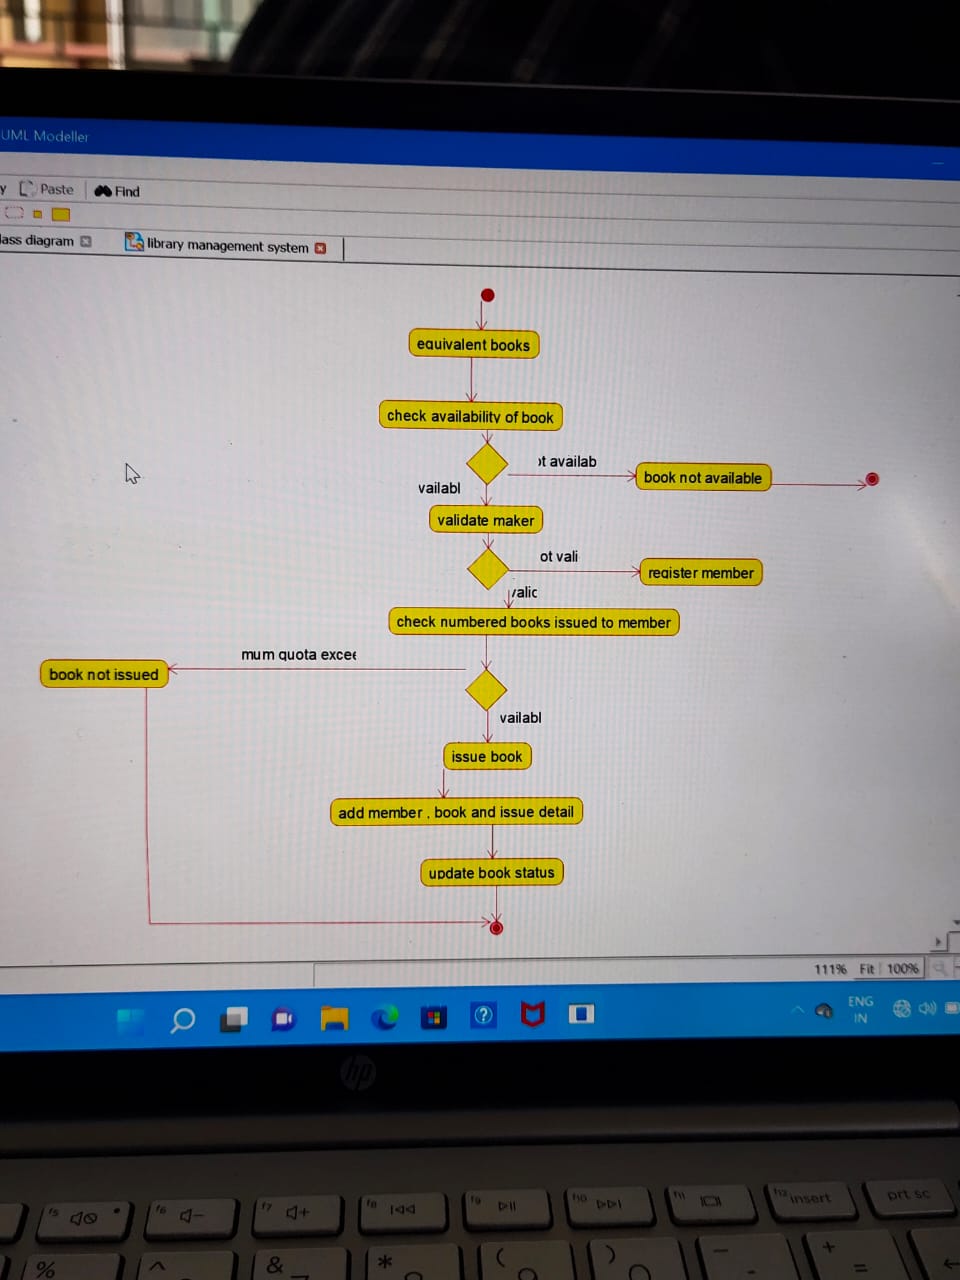 UML Modeller
y Paste Find
lass diagram library management system
equivalent books
check availability of book
ot availab
book not available
vailabl
validate maker
ot vali
register member
valid
check numbered books issued to member
mum quota excee
book not issued
vailabl
issue book
add member , book and issue detail
update book status
111% Fit 100%
ENG
IN
hp
f5 f6 f7 f8 f9 f10 f11 f12 insert prt sc
% ^ & * ( ) - + =